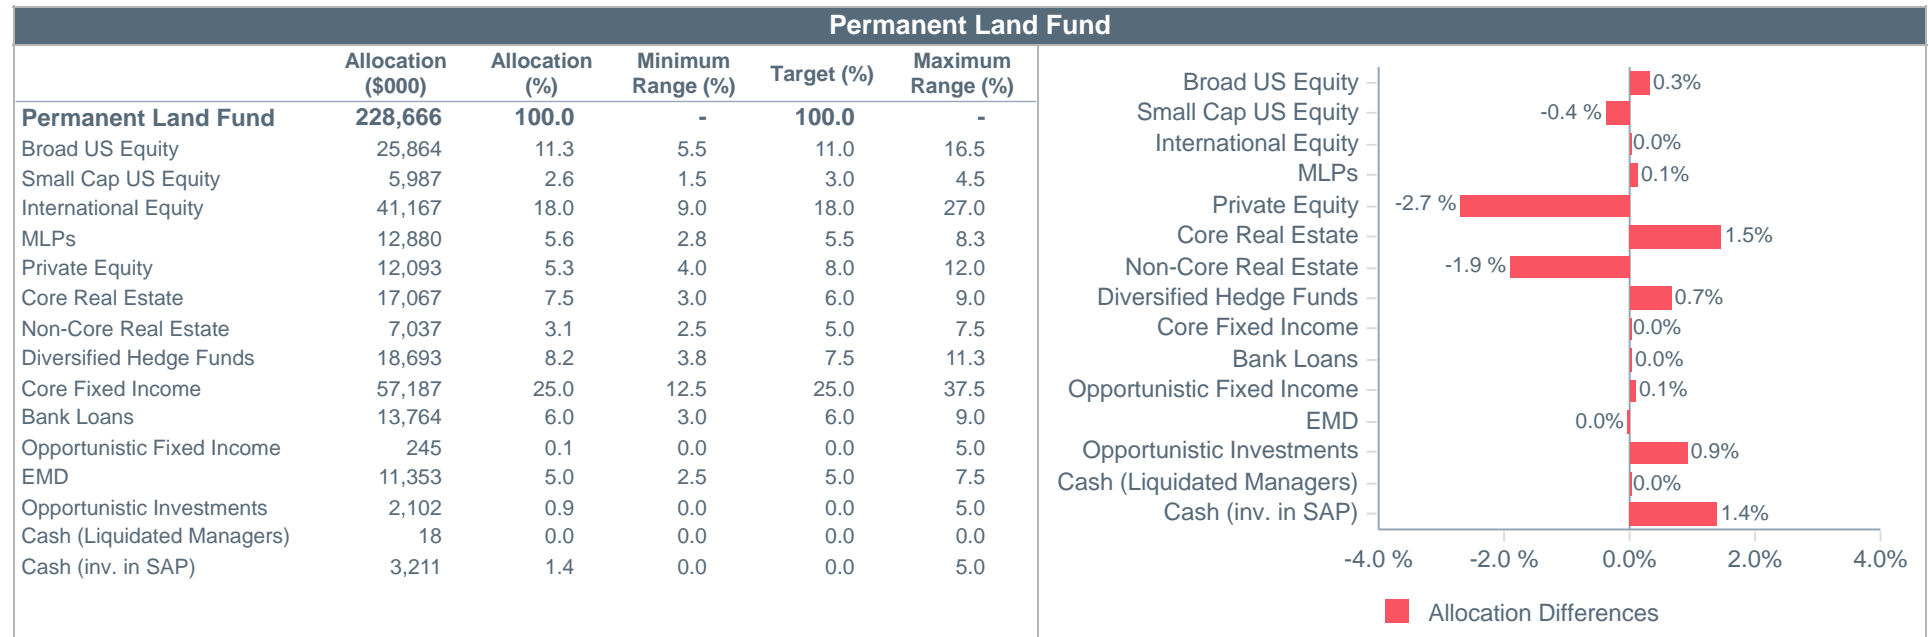 Permanent Land Fund
Allocation ($000) Allocation (%) Minimum Range (%) Target (%) Maximum Range (%)
Permanent Land Fund 228,666 100.0 - 100.0 -
Broad US Equity 25,864 11.3 5.5 11.0 16.5
Small Cap US Equity 5,987 2.6 1.5 3.0 4.5
International Equity 41,167 18.0 9.0 18.0 27.0
MLPs 12,880 5.6 2.8 5.5 8.3
Private Equity 12,093 5.3 4.0 8.0 12.0
Core Real Estate 17,067 7.5 3.0 6.0 9.0
Non-Core Real Estate 7,037 3.1 2.5 5.0 7.5
Diversified Hedge Funds 18,693 8.2 3.8 7.5 11.3
Core Fixed Income 57,187 25.0 12.5 25.0 37.5
Bank Loans 13,764 6.0 3.0 6.0 9.0
Opportunistic Fixed Income 245 0.1 0.0 0.0 5.0
EMD 11,353 5.0 2.5 5.0 7.5
Opportunistic Investments 2,102 0.9 0.0 0.0 5.0
Cash (Liquidated Managers) 18 0.0 0.0 0.0 0.0
Cash (inv. in SAP) 3,211 1.4 0.0 0.0 5.0
Broad US Equity 0.3%
Small Cap US Equity -0.4 %
International Equity 0.0%
MLPs 0.1%
Private Equity -2.7 %
Core Real Estate 1.5%
Non-Core Real Estate -1.9 %
Diversified Hedge Funds 0.7%
Core Fixed Income 0.0%
Bank Loans 0.0%
Opportunistic Fixed Income 0.1%
EMD 0.0%
Opportunistic Investments 0.9%
Cash (Liquidated Managers) 0.0%
Cash (inv. in SAP) 1.4%
-4.0 % -2.0 % 0.0% 2.0% 4.0%
Allocation Differences